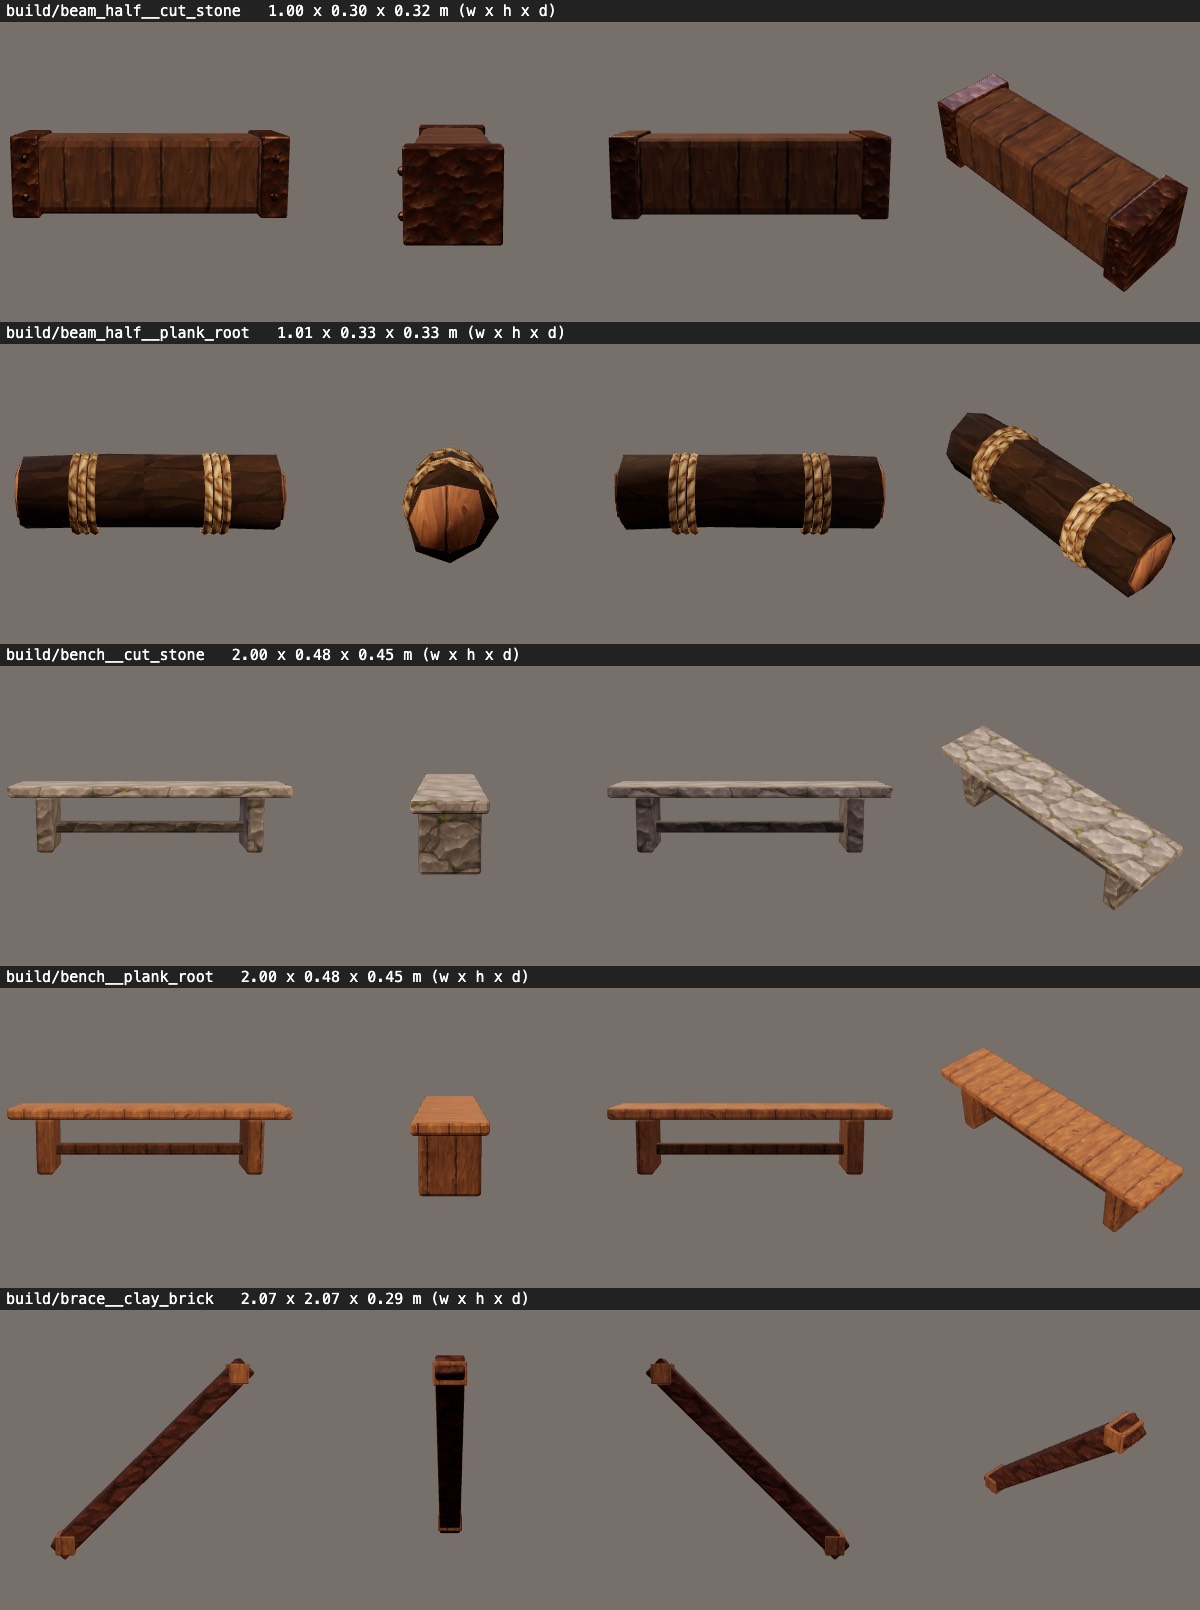 build/beam_half__cut_stone   1.00 x 0.30 x 0.32 m (w x h x d)
build/beam_half__plank_root   1.01 x 0.33 x 0.33 m (w x h x d)
build/bench__cut_stone   2.00 x 0.48 x 0.45 m (w x h x d)
build/bench__plank_root   2.00 x 0.48 x 0.45 m (w x h x d)
build/brace__clay_brick   2.07 x 2.07 x 0.29 m (w x h x d)